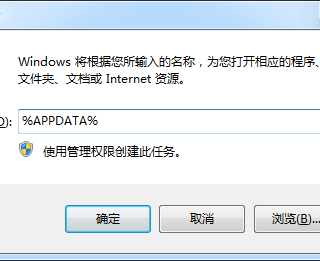 Windows 将根据您所输入的名称，为您打开相应的程序、
文件夹、文档或 Internet 资源。
O): %APPDATA%
使用管理权限创建此任务。
确定 取消 浏览(B)...